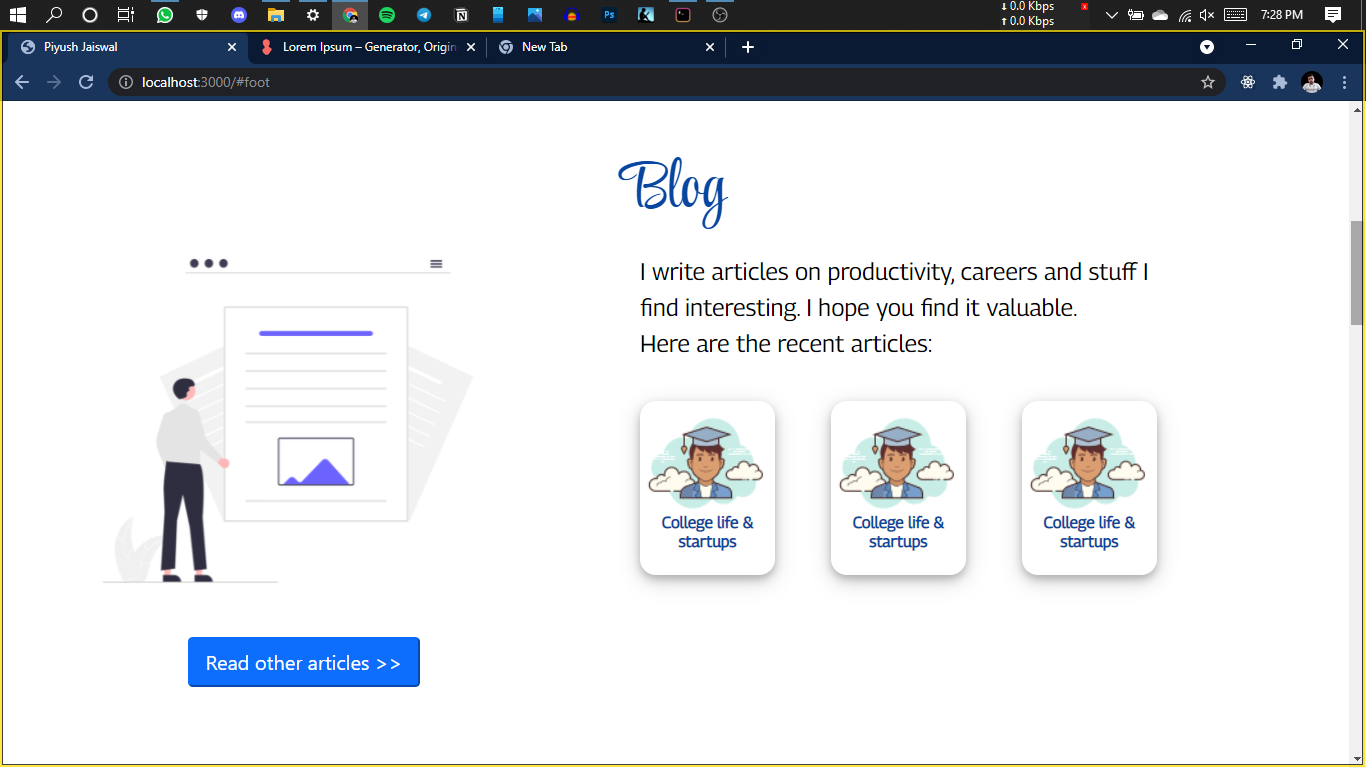 ↓ 0.0 Kbps
↑ 0.0 Kbps
7:28 PM
Piyush Jaiswal
Lorem Ipsum – Generator, Origin
New Tab
localhost:3000/#foot
Blog
I write articles on productivity, careers and stuff I
find interesting. I hope you find it valuable.
Here are the recent articles:
College life &
startups
College life &
startups
College life &
startups
Read other articles >>